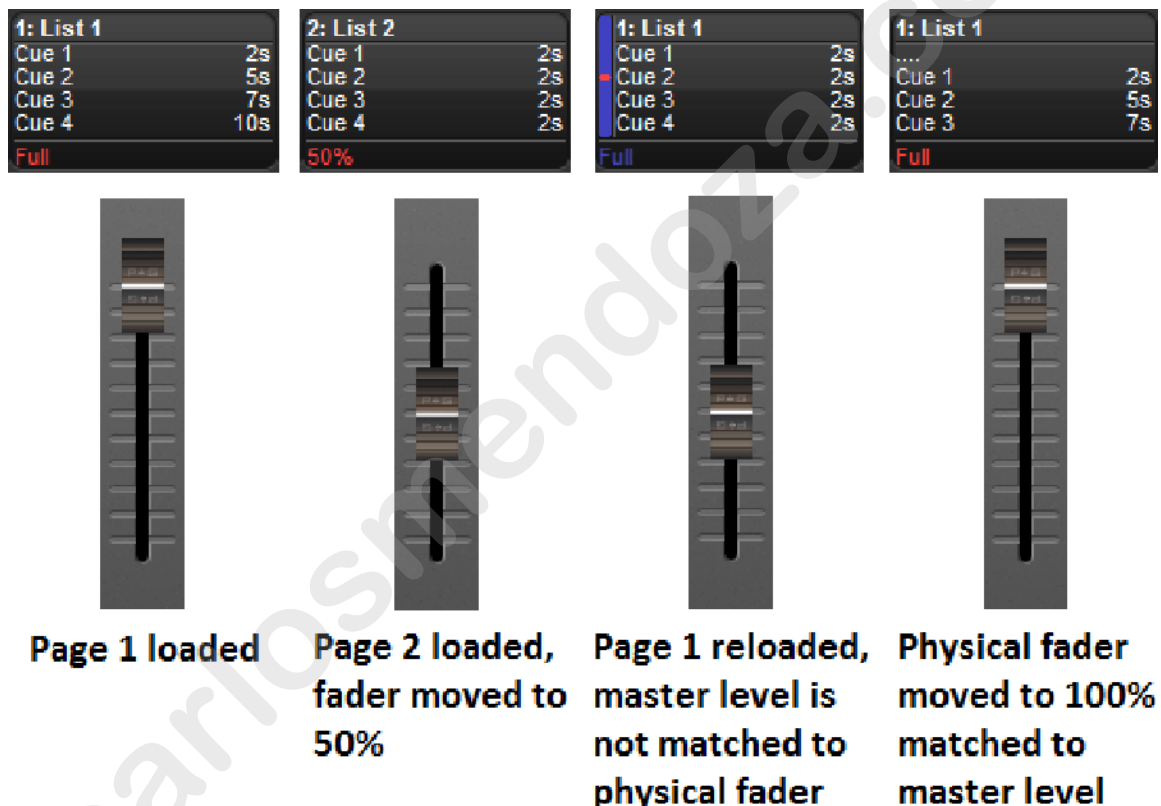 1: List 1
Cue 1 2s
Cue 2 5s
Cue 3 7s
Cue 4 10s
Full
2: List 2
Cue 1 2s
Cue 2 2s
Cue 3 2s
Cue 4 2s
50%
1: List 1
Cue 1 2s
Cue 2 2s
Cue 3 2s
Cue 4 2s
Full
1: List 1
....
Cue 1 2s
Cue 2 5s
Cue 3 7s
Full
Page 1 loaded
Page 2 loaded,
fader moved to
50%
Page 1 reloaded,
master level is
not matched to
physical fader
Physical fader
moved to 100%
matched to
master level
arlosmendoza.co